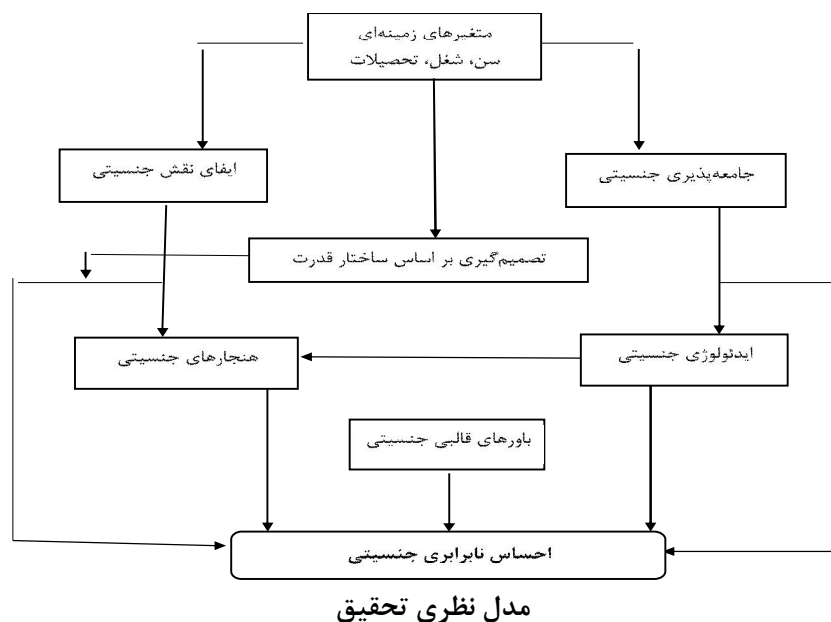 متغیرهای زمینه‌ای
سن، شغل، تحصیلات
ایفای نقش جنسیتی
جامعه‌پذیری جنسیتی
تصمیم‌گیری بر اساس ساختار قدرت
هنجارهای جنسیتی
ایدئولوژی جنسیتی
باورهای قالبی جنسیتی
احساس نابرابری جنسیتی
مدل نظری تحقیق